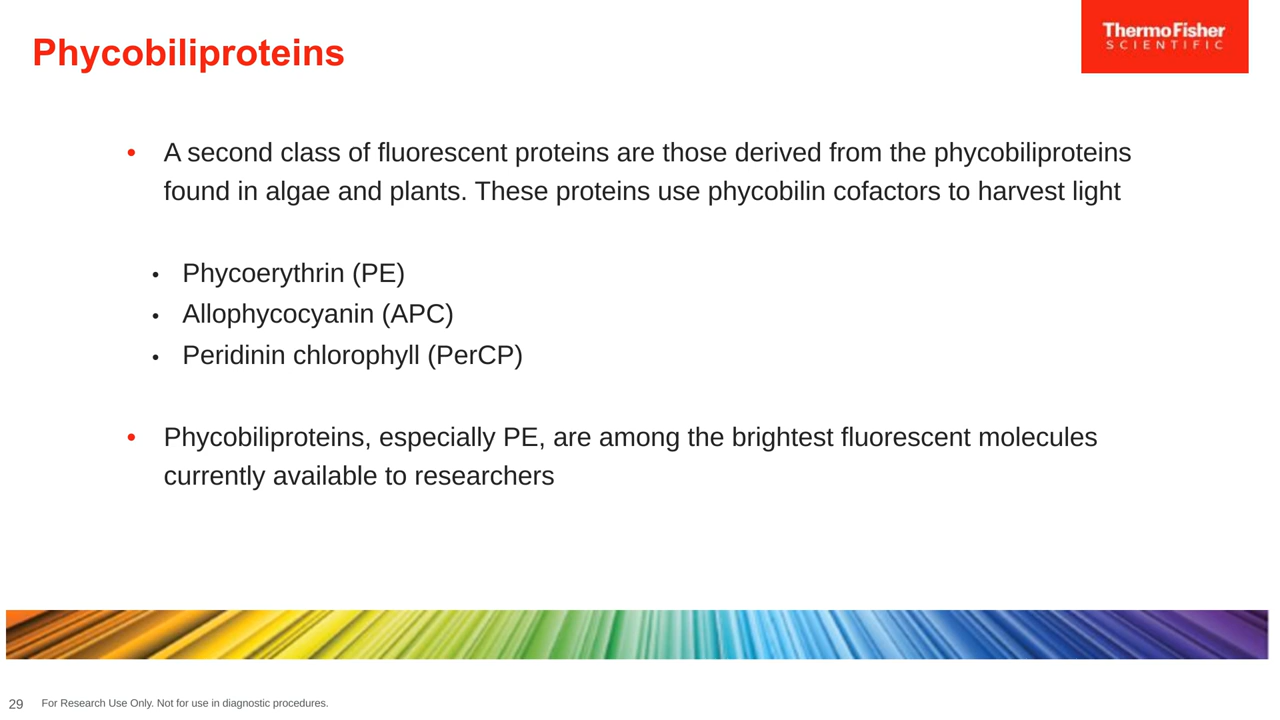 Phycobiliproteins
ThermoFisher
SCIENTIFIC
• A second class of fluorescent proteins are those derived from the phycobiliproteins
found in algae and plants. These proteins use phycobilin cofactors to harvest light
• Phycoerythrin (PE)
• Allophycocyanin (APC)
• Peridinin chlorophyll (PerCP)
• Phycobiliproteins, especially PE, are among the brightest fluorescent molecules
currently available to researchers
29 For Research Use Only. Not for use in diagnostic procedures.